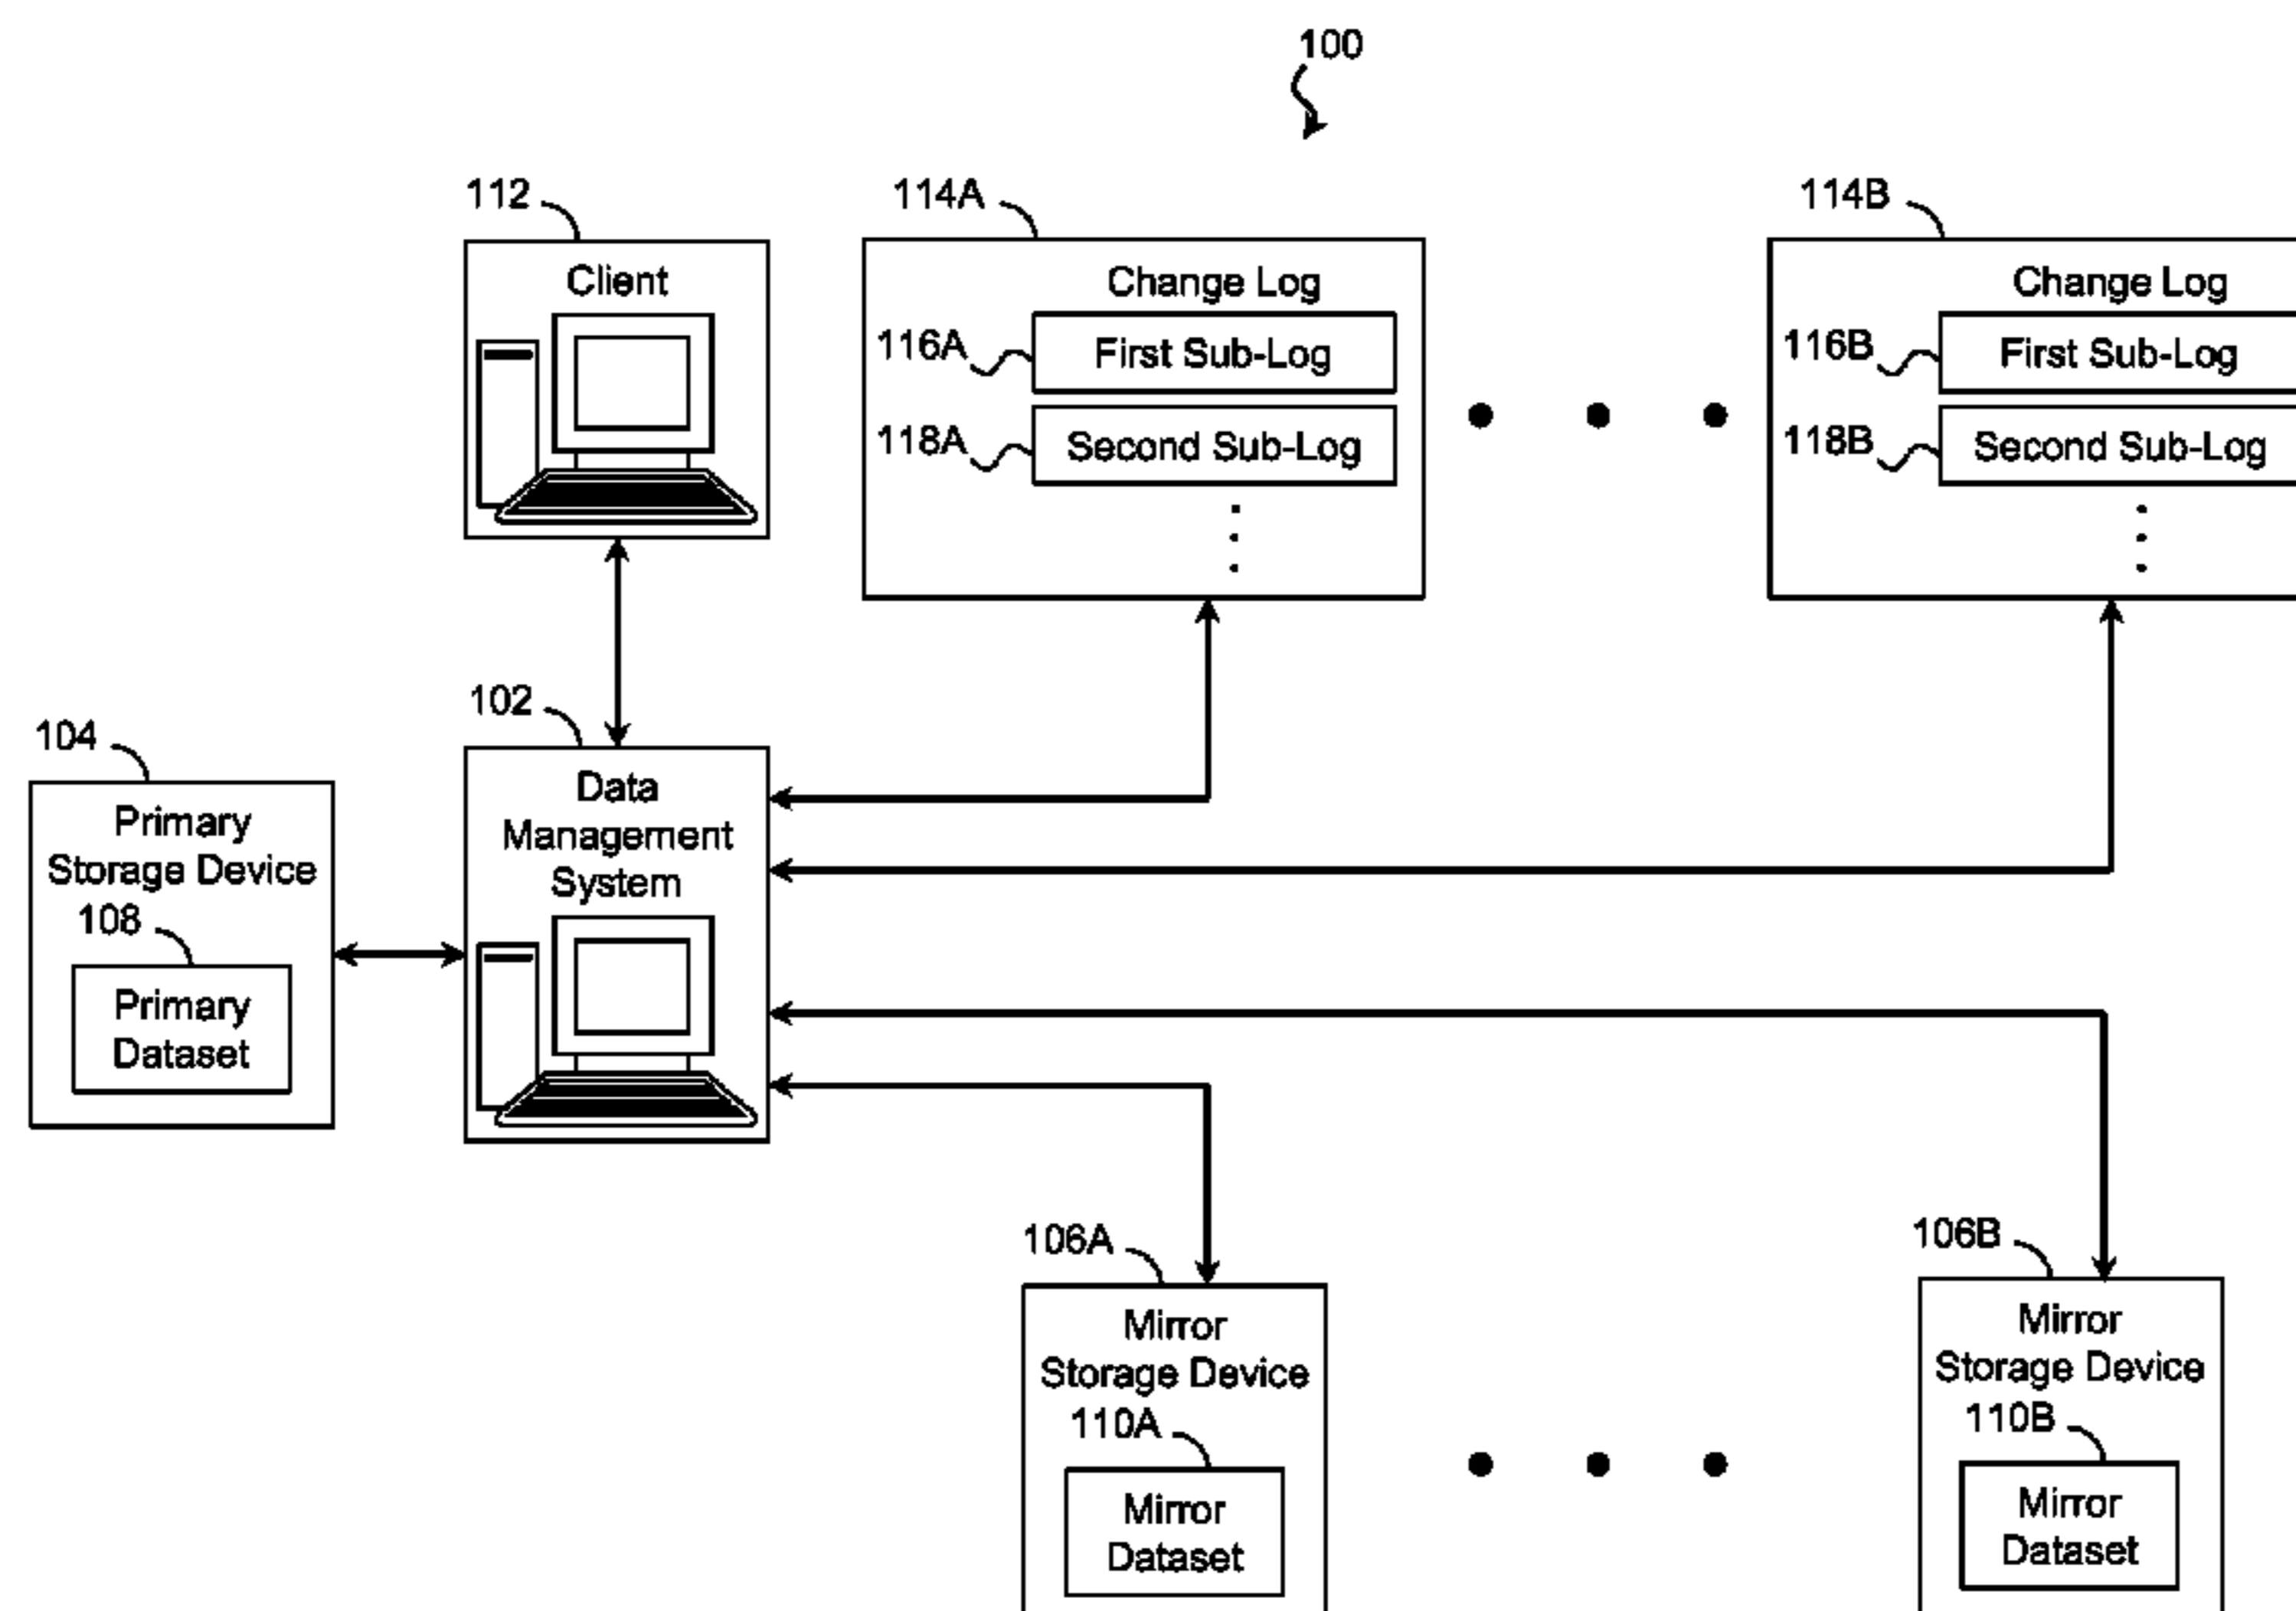 100
112
Client
114A
Change Log
116A
First Sub-Log
118A
Second Sub-Log
114B
Change Log
116B
First Sub-Log
118B
Second Sub-Log
102
Data
Management
System
104
Primary
Storage Device
108
Primary
Dataset
106A
Mirror
Storage Device
110A
Mirror
Dataset
106B
Mirror
Storage Device
110B
Mirror
Dataset